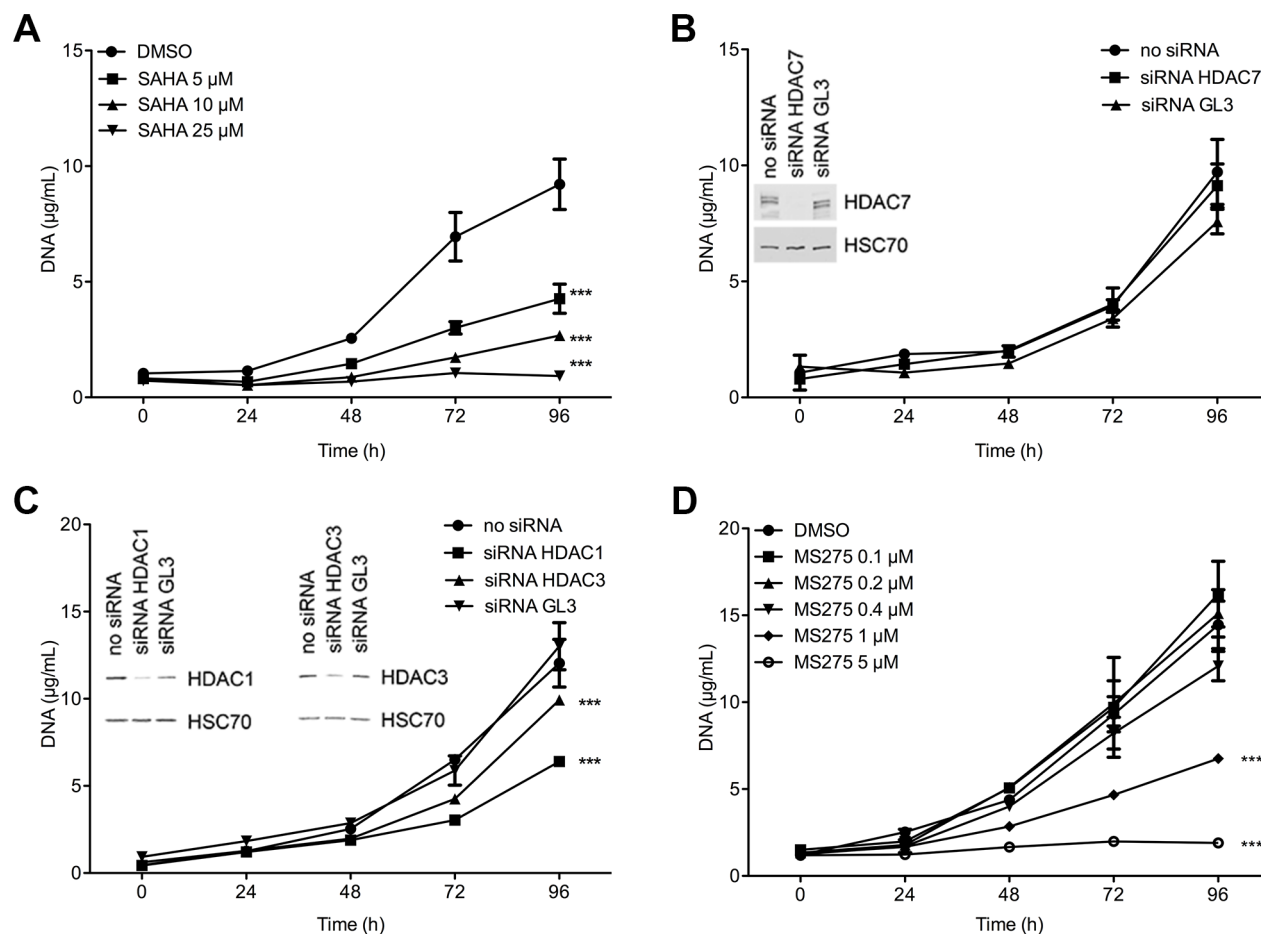 A
15
DMSO
SAHA 5 µM
SAHA 10 µM
SAHA 25 µM
10
5
0
DNA (µg/mL)
***
***
***
0 24 48 72 96
Time (h)
B
15
no siRNA
siRNA HDAC7
siRNA GL3
no siRNA
siRNA HDAC7
siRNA GL3
HDAC7
HSC70
10
5
0
DNA (µg/mL)
0 24 48 72 96
Time (h)
C
20
no siRNA
siRNA HDAC1
siRNA HDAC3
siRNA GL3
no siRNA
siRNA HDAC1
siRNA GL3
HDAC1
HSC70
no siRNA
siRNA HDAC3
siRNA GL3
HDAC3
HSC70
15
10
5
0
DNA (µg/mL)
***
***
0 24 48 72 96
Time (h)
D
20
DMSO
MS275 0.1 µM
MS275 0.2 µM
MS275 0.4 µM
MS275 1 µM
MS275 5 µM
15
10
5
0
DNA (µg/mL)
***
***
0 24 48 72 96
Time (h)